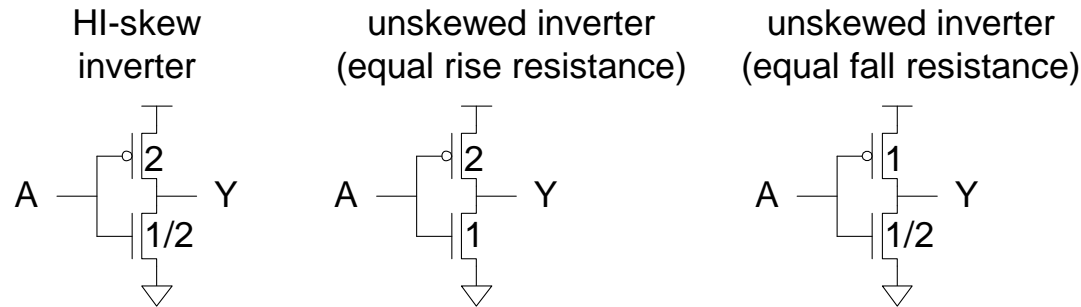 HI-skew
inverter
unskewed inverter
(equal rise resistance)
unskewed inverter
(equal fall resistance)
2
A
Y
1/2
2
A
Y
1
1
A
Y
1/2